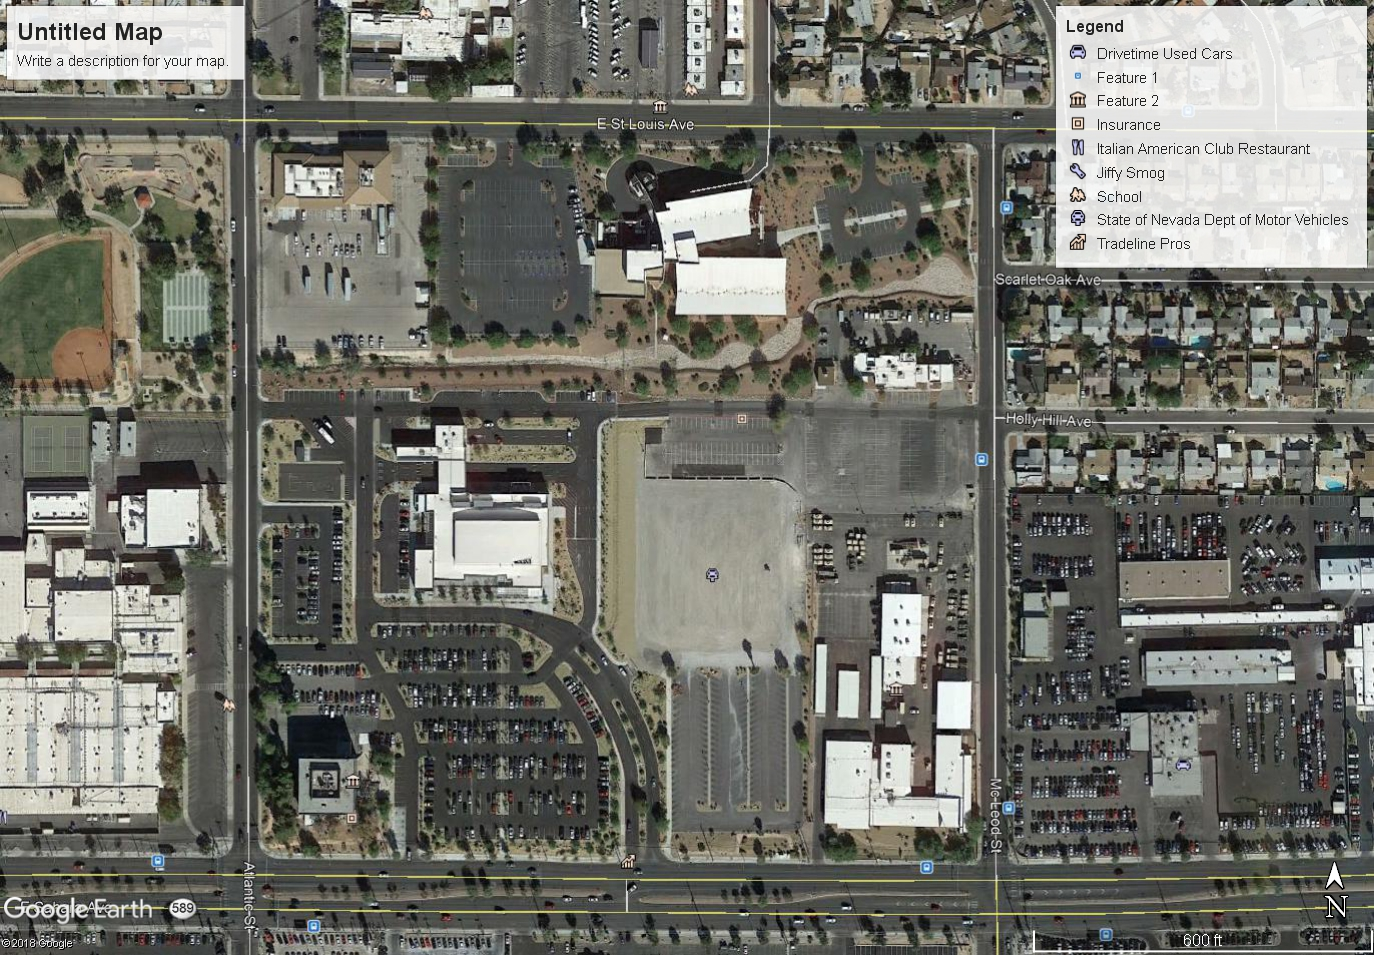 Untitled Map
Write a description for your map.
Legend
Drivetime Used Cars
Feature 1
Feature 2
Insurance
Italian American Club Restaurant
Jiffy Smog
School
State of Nevada Dept of Motor Vehicles
Tradeline Pros
E St Louis Ave
Scarlet Oak Ave
Holly Hill Ave
McLeod St
Atlantic St
Google Earth
589
©2018 Google
N
600 ft